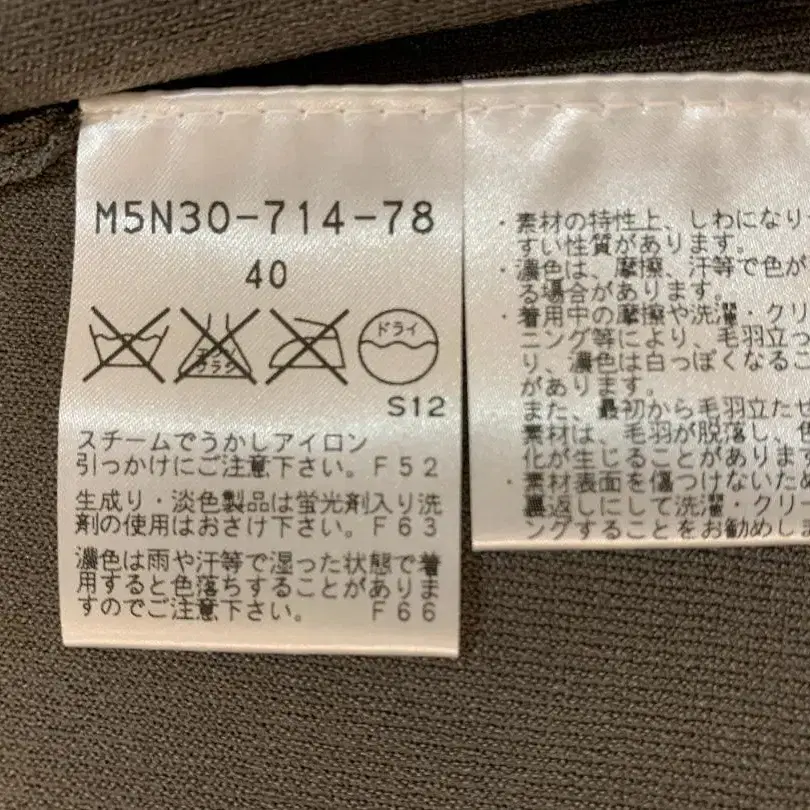 M5N30-714-78
40
エンソ
サラシ
ドライ
S12
スチームでうかしアイロン
引っかけにご注意下さい。F52
生成り・淡色製品は蛍光剤入り洗
剤の使用はおさけ下さい。F63
濃色は雨や汗等で湿った状態で着
用すると色落ちすることがありま
すのでご注意下さい。 F66
・素材の特性上、しわになり
すい性質があります。
・濃色は、摩擦、汗等で色が
る場合があります。
・着用中の摩擦や洗濯・クリ
ニング等により、毛羽立っ
り、濃色は白っぽくなるこ
があります。
また、最初から毛羽立たせ
素材は、毛羽が脱落し、色
化が生じることがあります
・素材表面を傷つけないため
裏返しにして洗濯・クリー
ングすることをお勧めしま